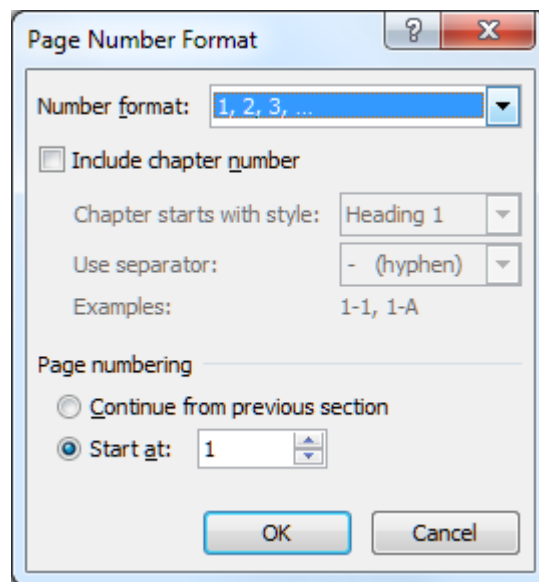 Page Number Format
Number format: 1, 2, 3, ...
Include chapter number
Chapter starts with style: Heading 1
Use separator: - (hyphen)
Examples: 1-1, 1-A
Page numbering
Continue from previous section
Start at: 1
OK Cancel